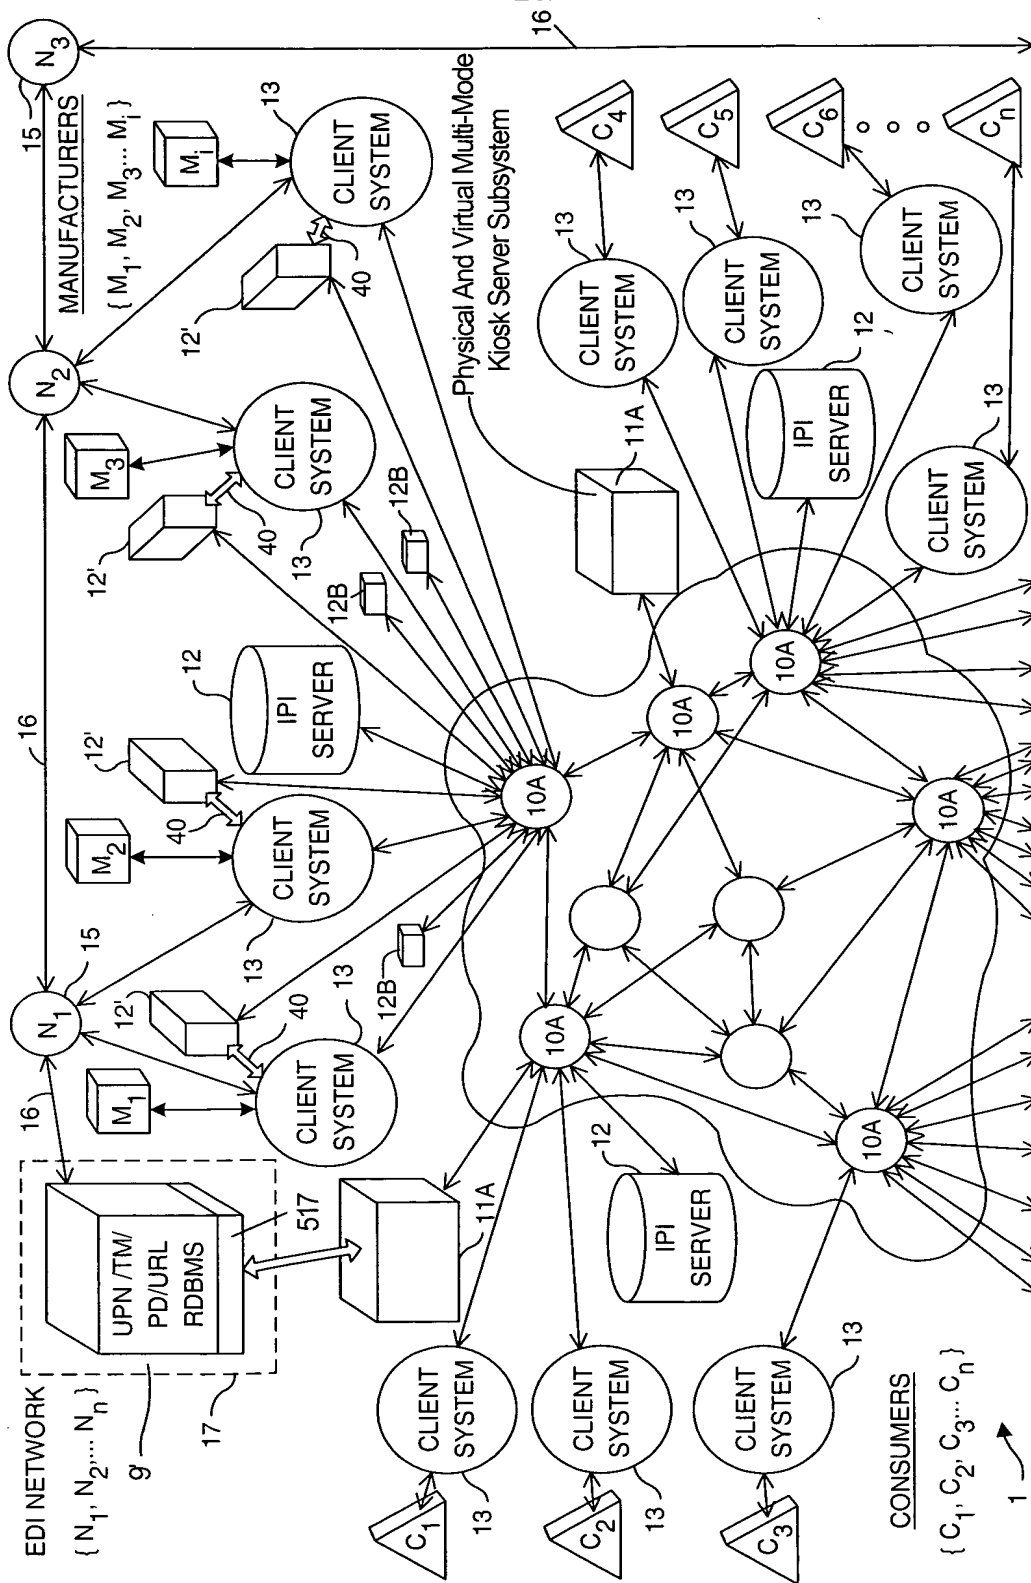 EDI NETWORK
{ N₁, N₂,... Nₙ }
9'
17
UPN /TM/
PD/URL
RDBMS
517
16
N₁
15
16
N₂
15
N₃
16
MANUFACTURERS
{ M₁, M₂, M₃... Mᵢ }
M₁
12'
40
CLIENT
SYSTEM
13
M₂
12'
40
CLIENT
SYSTEM
13
IPI
SERVER
12
M₃
12'
40
CLIENT
SYSTEM
13
Mᵢ
12'
40
CLIENT
SYSTEM
13
12B
12B
12B
11A
C₁
CLIENT
SYSTEM
13
C₂
CLIENT
SYSTEM
13
C₃
CLIENT
SYSTEM
13
IPI
SERVER
12
10A
10A
10A
10A
10A
10A
Physical And Virtual Multi-Mode
Kiosk Server Subsystem
11A
CLIENT
SYSTEM
13
C₄
CLIENT
SYSTEM
13
C₅
IPI
SERVER
12
CLIENT
SYSTEM
13
C₆
CLIENT
SYSTEM
13
Cₙ
CONSUMERS
{ C₁, C₂, C₃... Cₙ }
1